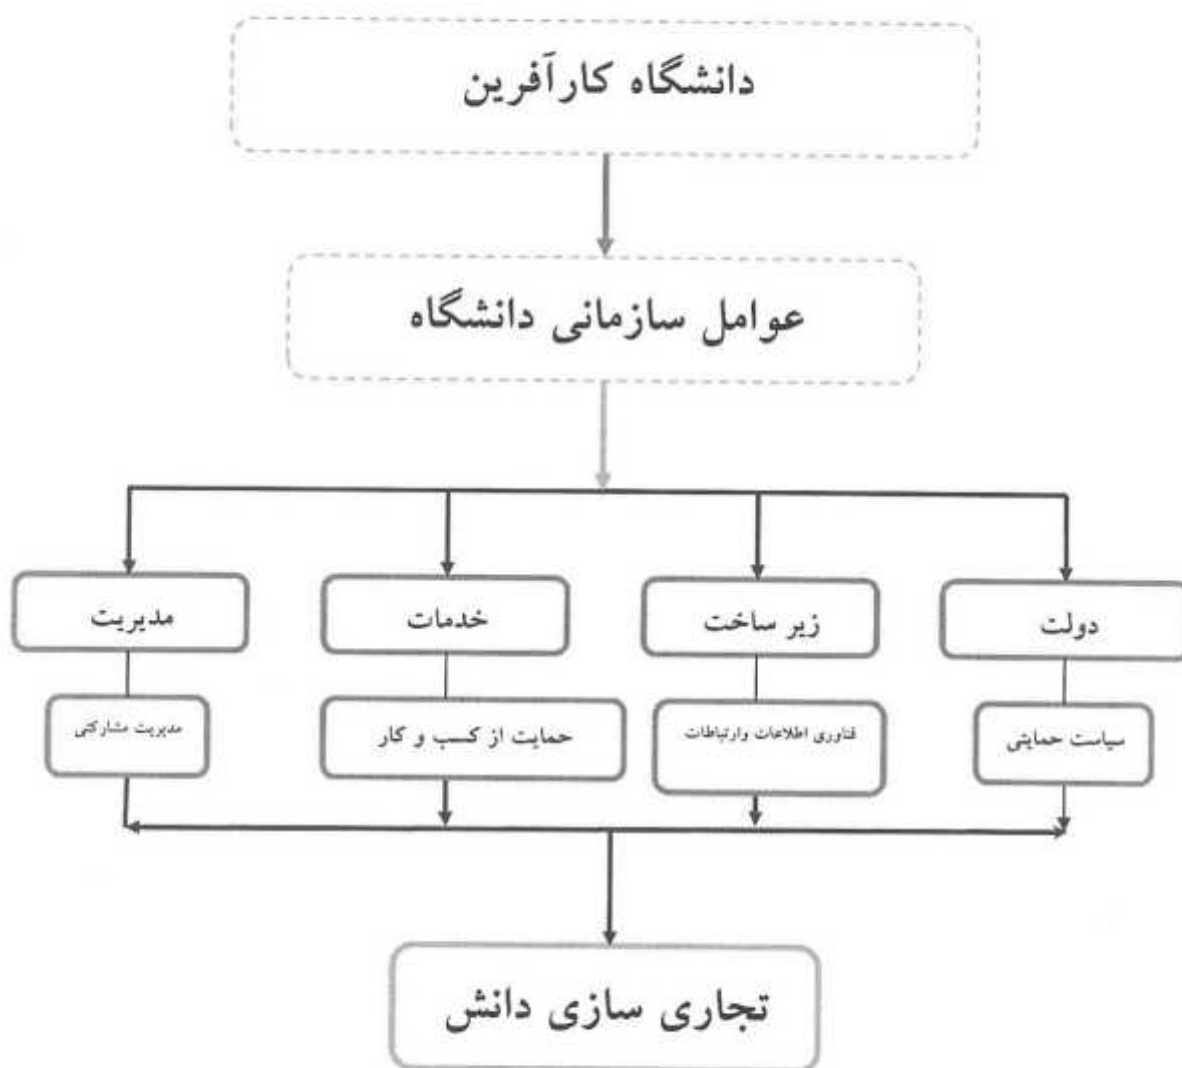 دانشگاه کارآفرین
عوامل سازمانی دانشگاه
دولت
زیر ساخت
خدمات
مدیریت
سیاست حمایتی
فناوری اطلاعات وارتباطات
حمایت از کسب و کار
مدیریت مشارکتی
تجاری سازی دانش